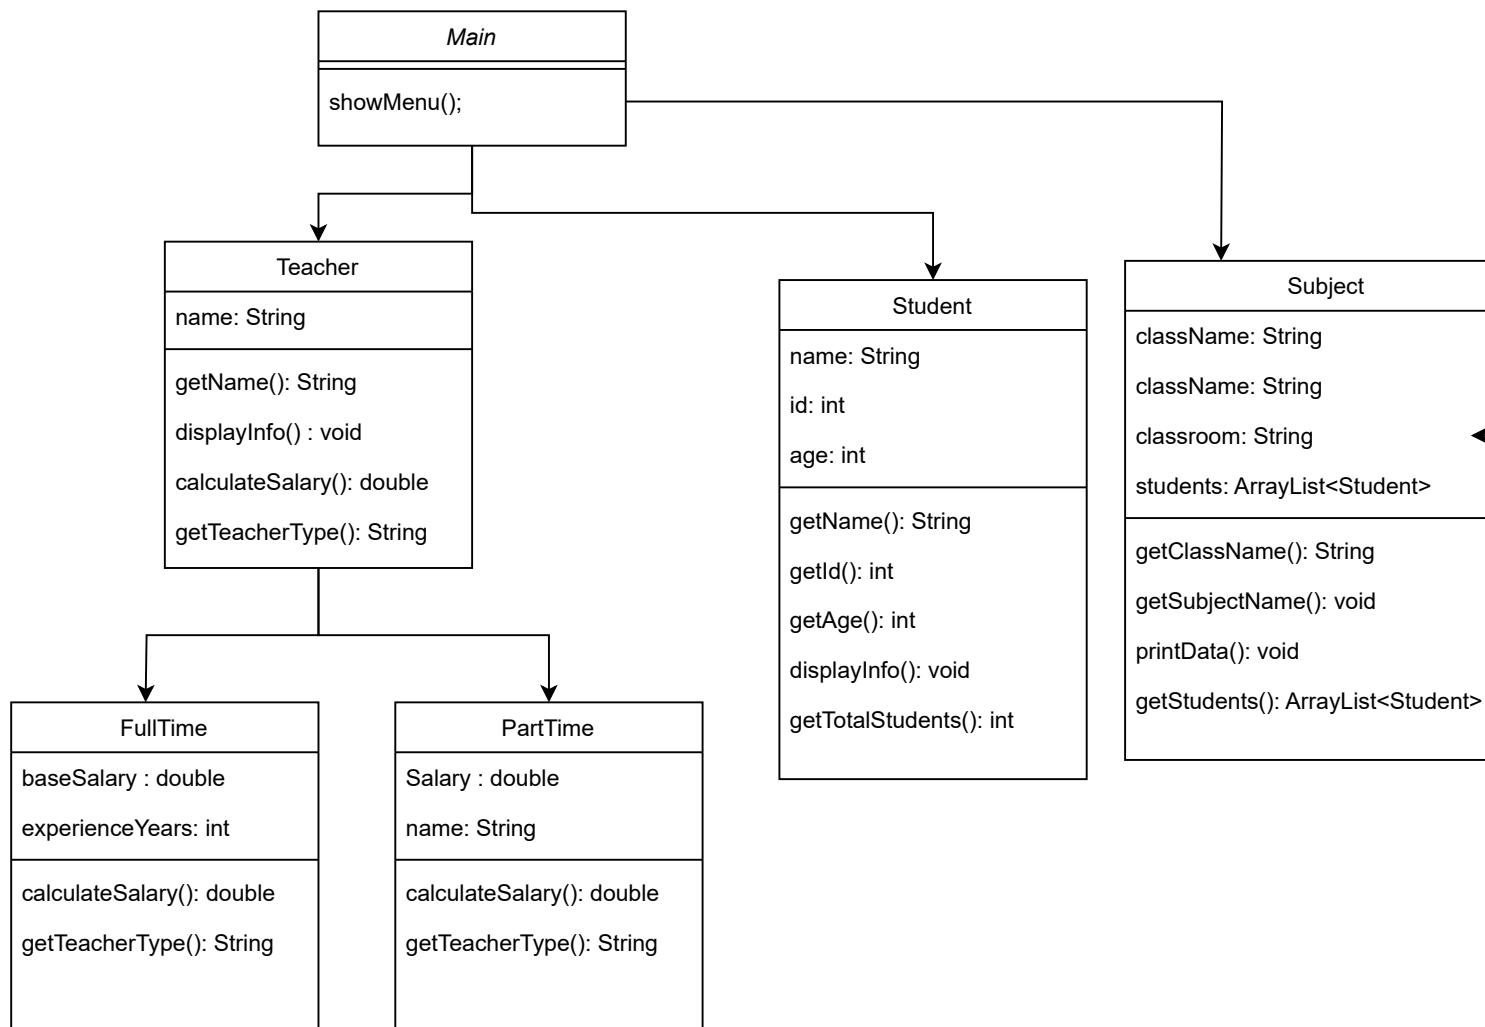 Main
showMenu();
Teacher
name: String
getName(): String
displayInfo() : void
calculateSalary(): double
getTeacherType(): String
Student
name: String
id: int
age: int
getName(): String
getId(): int
getAge(): int
displayInfo(): void
getTotalStudents(): int
Subject
className: String
className: String
classroom: String
students: ArrayList<Student>
getClassName(): String
getSubjectName(): void
printData(): void
getStudents(): ArrayList<Student>
FullTime
baseSalary : double
experienceYears: int
calculateSalary(): double
getTeacherType(): String
PartTime
Salary : double
name: String
calculateSalary(): double
getTeacherType(): String